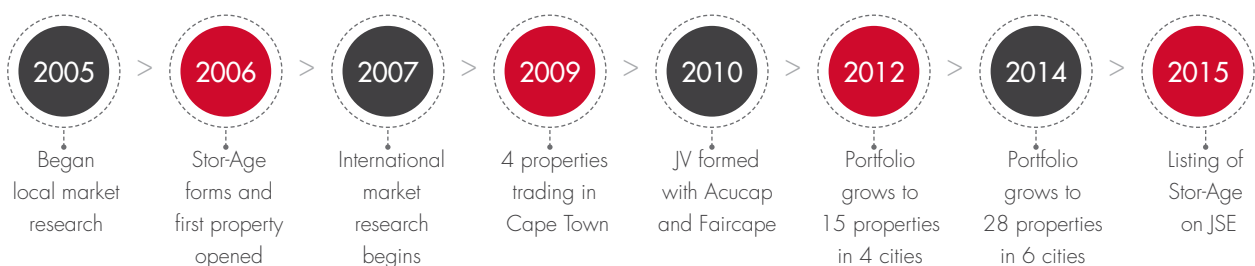 2005
Began
local market
research
>
2006
Stor-Age
forms and
first property
opened
>
2007
International
market
research
begins
>
2009
4 properties
trading in
Cape Town
>
2010
JV formed
with Acucap
and Faircape
>
2012
Portfolio
grows to
15 properties
in 4 cities
>
2014
Portfolio
grows to
28 properties
in 6 cities
>
2015
Listing of
Stor-Age
on JSE